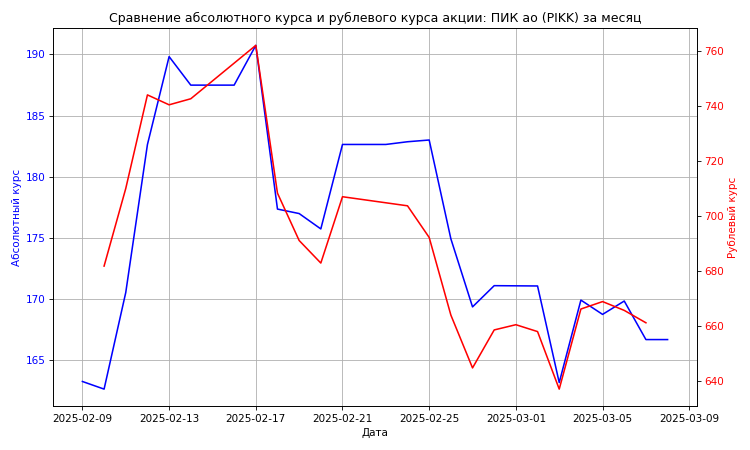 Сравнение абсолютного курса и рублевого курса акции: ПИК ао (PIKK) за месяц
Абсолютный курс
190
185
180
175
170
165
760
740
720
700
680
660
640
Рублевый курс
2025-02-09 2025-02-13 2025-02-17 2025-02-21 2025-02-25 2025-03-01 2025-03-05 2025-03-09
Дата